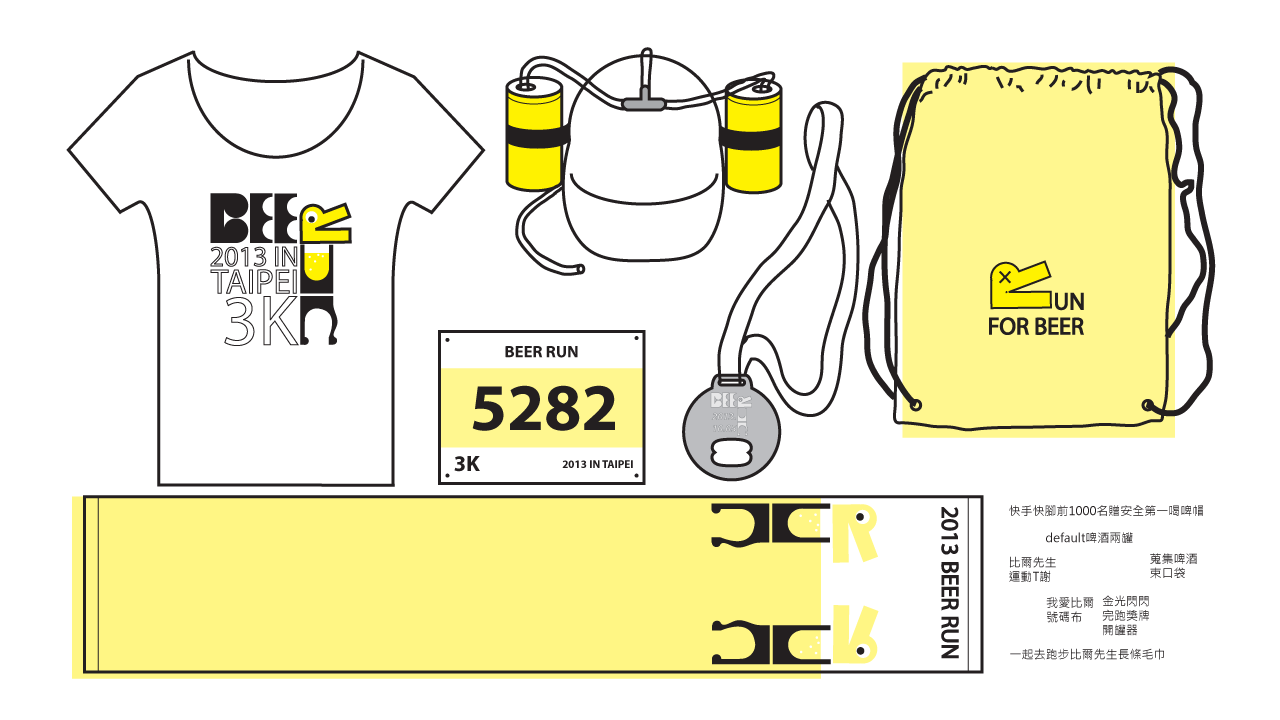 BEER
2013 IN
TAIPEI
3K
RUN
FOR BEER
BEER RUN
5282
3K
2013 IN TAIPEI
BEER
2013 BEER RUN
快手快腳前1000名贈安全第一喝啤帽
default啤酒兩罐
比爾先生
運動T謝
蒐集啤酒
束口袋
我愛比爾
號碼布
金光閃閃
完跑獎牌
開罐器
一起去跑步比爾先生長條毛巾